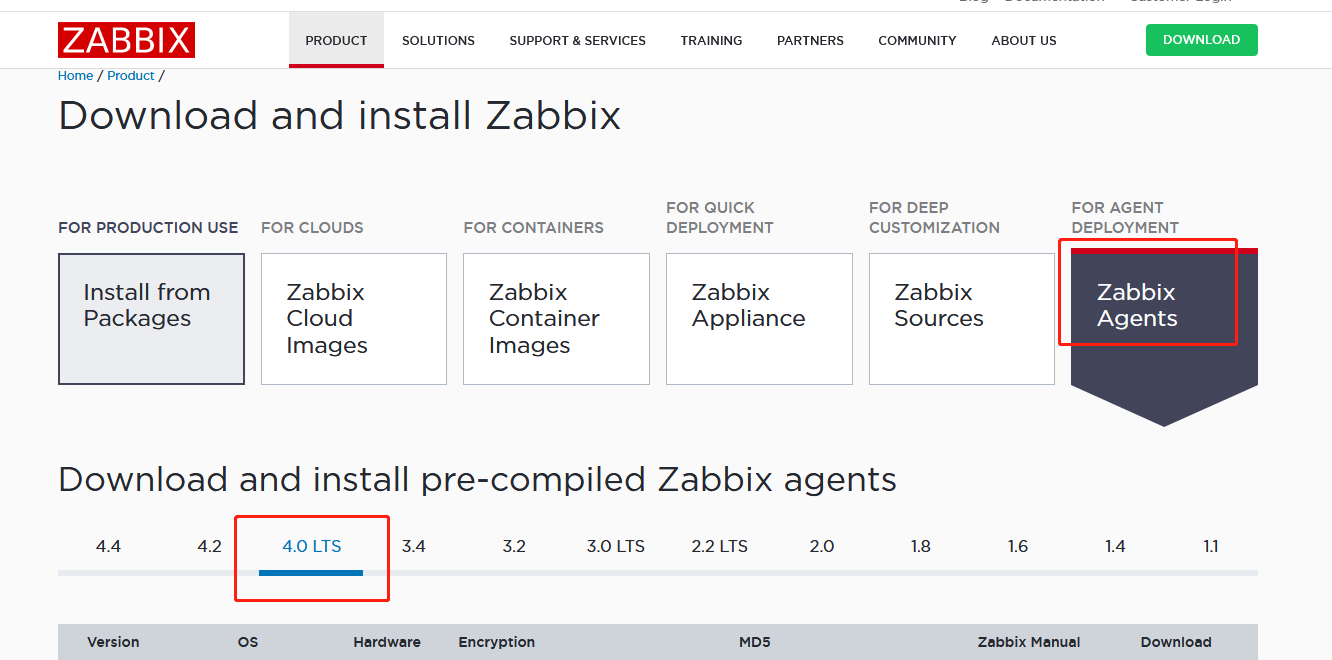 ZABBIX PRODUCT SOLUTIONS SUPPORT & SERVICES TRAINING PARTNERS COMMUNITY ABOUT US DOWNLOAD
Home / Product /
Download and install Zabbix
FOR PRODUCTION USE
FOR CLOUDS
FOR CONTAINERS
FOR QUICK
DEPLOYMENT
FOR DEEP
CUSTOMIZATION
FOR AGENT
DEPLOYMENT
Install from
Packages
Zabbix
Cloud
Images
Zabbix
Container
Images
Zabbix
Appliance
Zabbix
Sources
Zabbix
Agents
Download and install pre-compiled Zabbix agents
4.4 4.2 4.0 LTS 3.4 3.2 3.0 LTS 2.2 LTS 2.0 1.8 1.6 1.4 1.1
Version OS Hardware Encryption MD5 Zabbix Manual Download